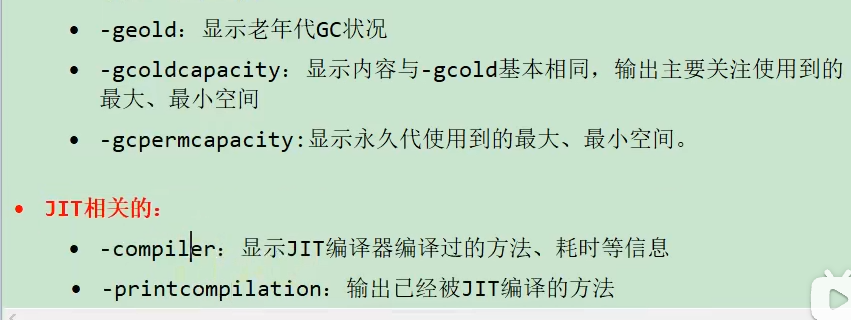 • -geold：显示老年代GC状况
• -gcoldcapacity：显示内容与-gcold基本相同，输出主要关注使用到的
最大、最小空间
• -gcpermcapacity:显示永久代使用到的最大、最小空间。
• JIT相关的：
• -compiler：显示JIT编译器编译过的方法、耗时等信息
• -printcompilation：输出已经被JIT编译的方法